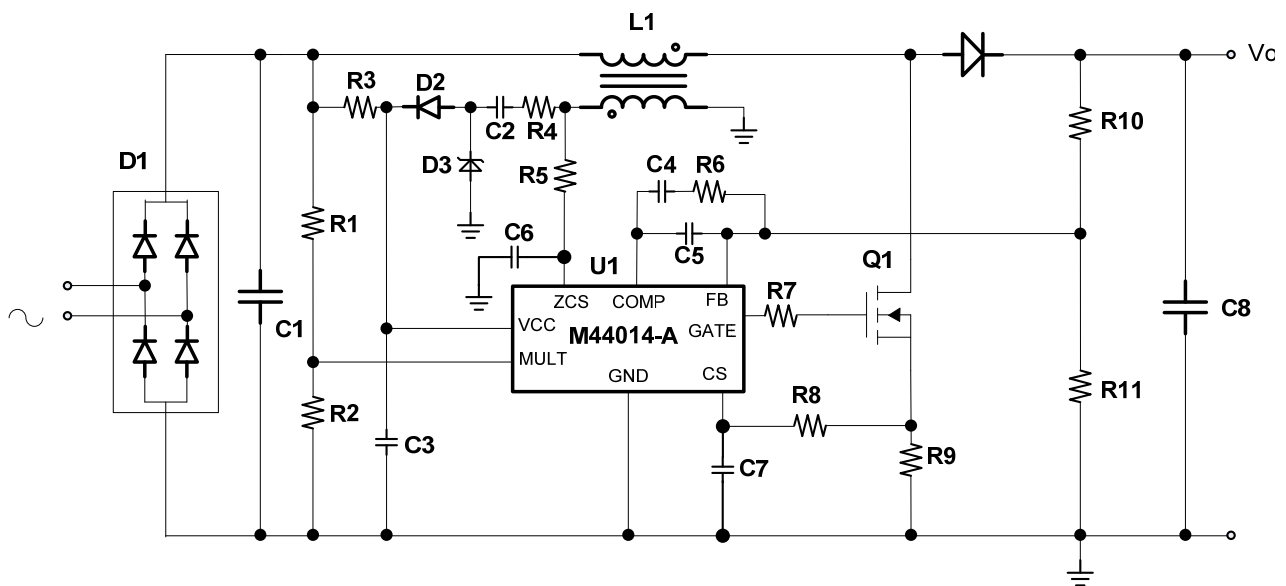 L1
Vo
R3
D2
C2
R4
R10
D1
D3
R5
C4
R6
R1
C6
C5
U1
Q1
ZCS
COMP
FB
R7
C1
VCC
M44014-A
GATE
C8
MULT
GND
CS
R2
R8
R11
C3
C7
R9